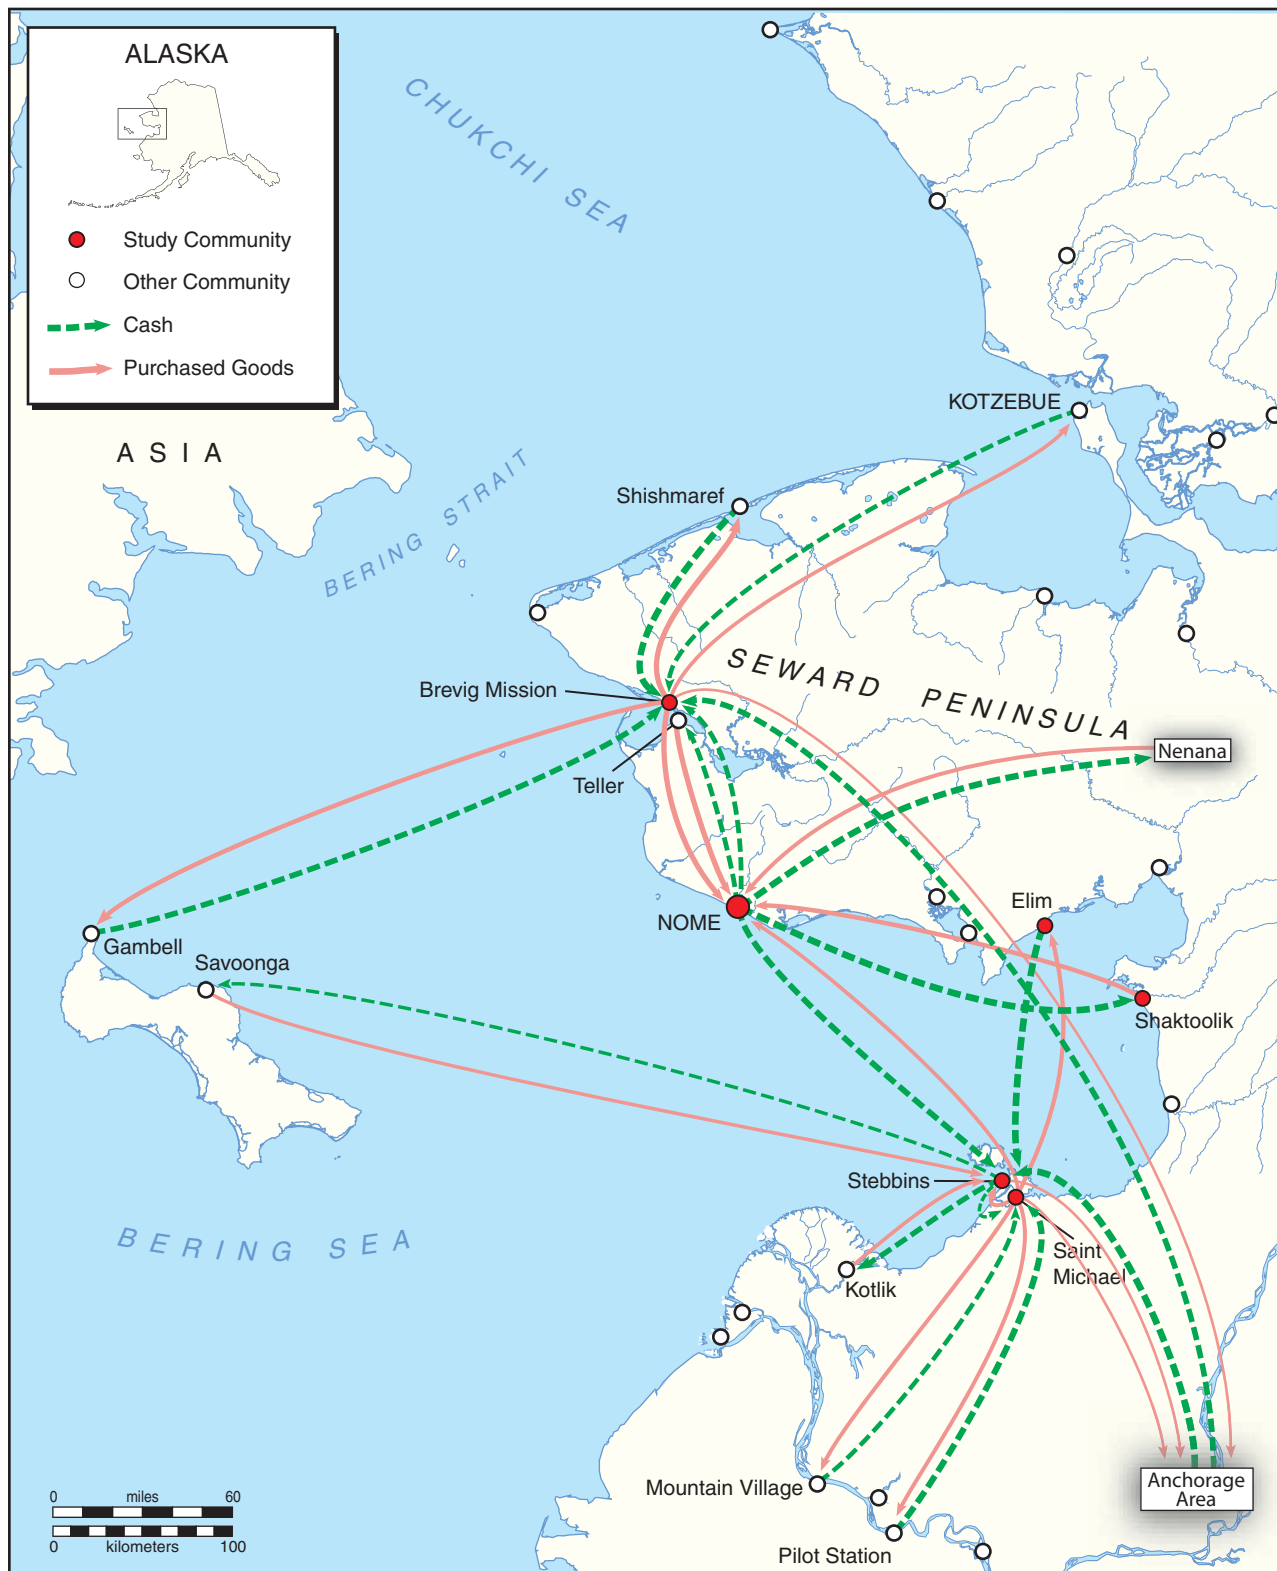 ALASKA
Study Community
Other Community
Cash
Purchased Goods
CHUKCHI SEA
ASIA
BERING STRAIT
KOTZEBUE
Shishmaref
SEWARD PENINSULA
Brevig Mission
Teller
Nenana
NOME
Elim
Gambell
Savoonga
Shaktoolik
Stebbins
Saint
Michael
Kotlik
BERING SEA
Mountain Village
Pilot Station
Anchorage
Area
0 miles 60
0 kilometers 100